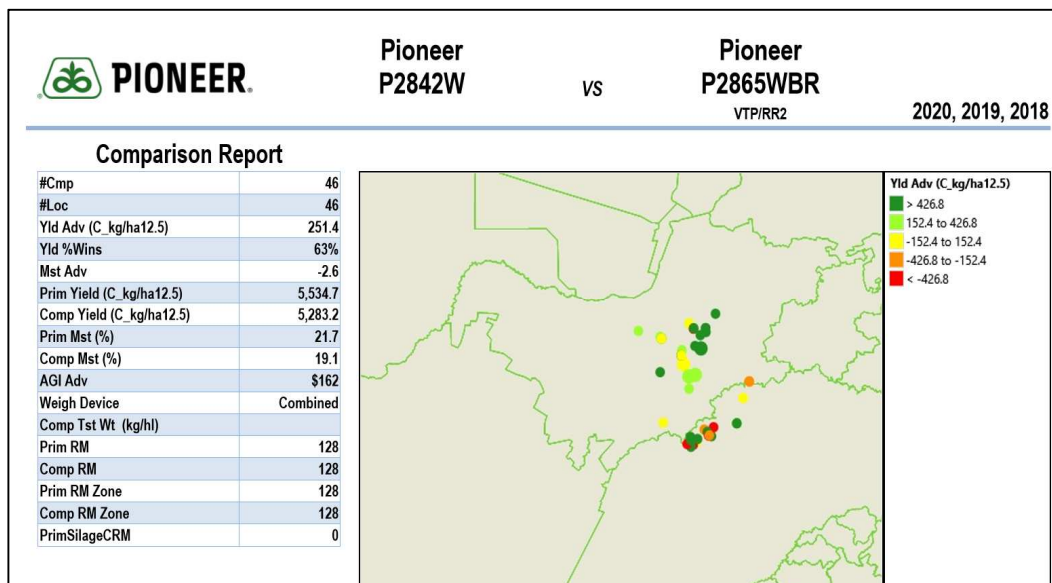 PIONEER.
Pioneer
P2842W
VS
Pioneer
P2865WBR
VTP/RR2
2020, 2019, 2018
Comparison Report
#Cmp 46
#Loc 46
Yld Adv (C_kg/ha12.5) 251.4
Yld %Wins 63%
Mst Adv -2.6
Prim Yield (C_kg/ha12.5) 5,534.7
Comp Yield (C_kg/ha12.5) 5,283.2
Prim Mst (%) 21.7
Comp Mst (%) 19.1
AGI Adv $162
Weigh Device Combined
Comp Tst Wt (kg/hl)
Prim RM 128
Comp RM 128
Prim RM Zone 128
Comp RM Zone 128
PrimSilageCRM 0
Yld Adv (C_kg/ha12.5)
> 426.8
152.4 to 426.8
-152.4 to 152.4
-426.8 to -152.4
< -426.8